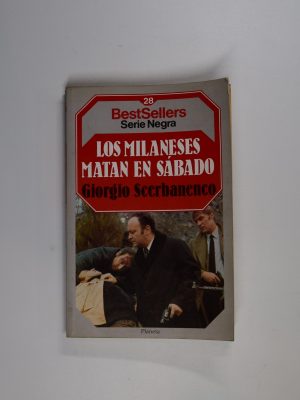 28
BestSellers
Serie Negra
LOS MILANESES
MATAN EN SÁBADO
Giorgio Scerbanenco
Planeta